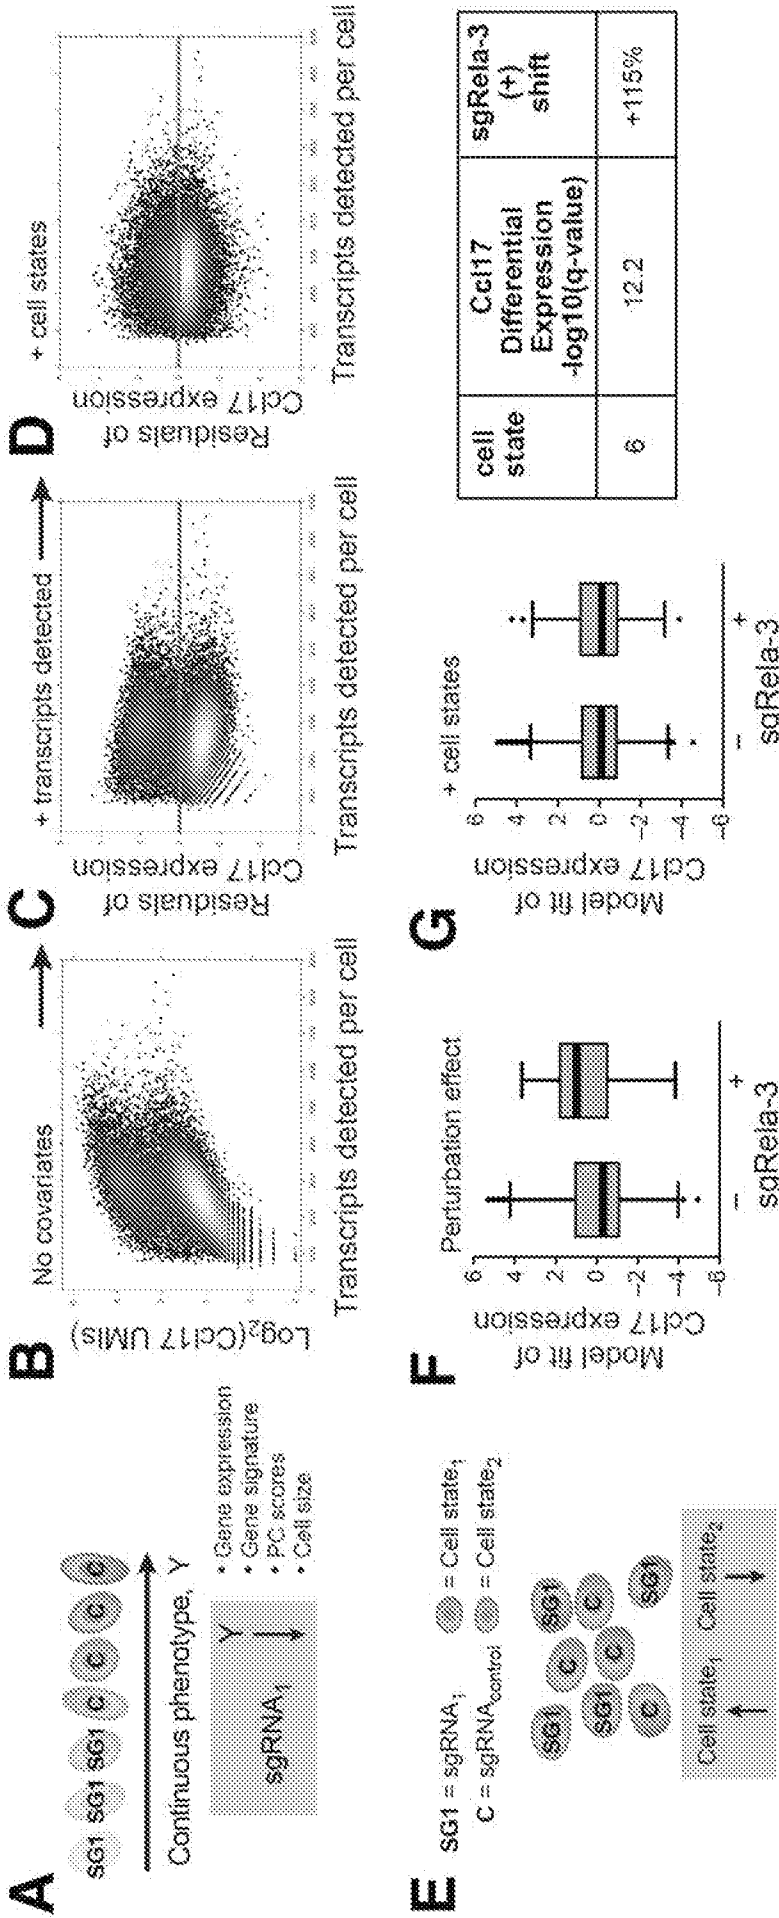 A
SG1 SG1 SG1 C C C C
Continuous phenotype, Y
Y
sgRNA1
• Gene expression
• Gene signature
• PC scores
• Cell size
B
No covariates
Log2(Ccl17 UMIs)
Transcripts detected per cell
C
+ transcripts detected
Residuals of
Ccl17 expression
Transcripts detected per cell
D
+ cell states
Residuals of
Ccl17 expression
Transcripts detected per cell
E
SG1 = sgRNA1
= Cell state1
C = sgRNAcontrol
= Cell state2
SG1
C
SG1
SG1
C
C
C
SG1
Cell state1 Cell state2
F
Perturbation effect
Model fit of
Ccl17 expression
6
4
2
0
-2
-4
-6
- +
sgRela-3
G
+ cell states
Model fit of
Ccl17 expression
6
4
2
0
-2
-4
-6
- +
sgRela-3
cell
state
Ccl17
Differential
Expression
-log10(q-value)
sgRela-3
(+)
shift
6
12.2
+115%